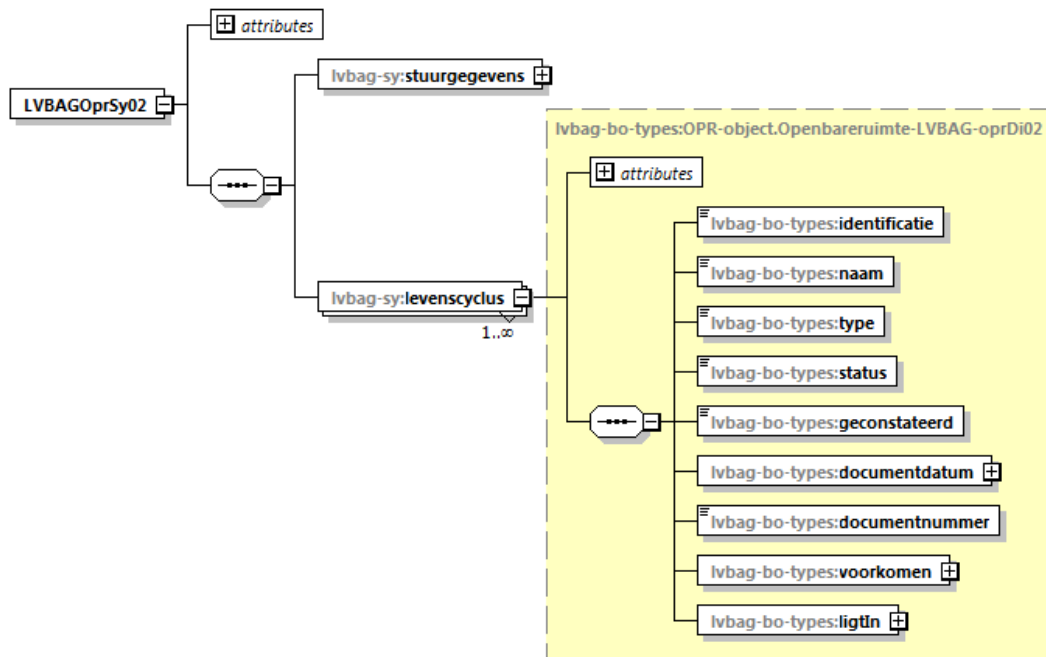 attributes
lvbag-sy:stuurgegevens
LVBAGOprSy02
lvbag-bo-types:OPR-object.Openbareruimte-LVBAG-oprDi02
attributes
lvbag-bo-types:identificatie
lvbag-bo-types:naam
lvbag-sy:levenscyclus
1..∞
lvbag-bo-types:type
lvbag-bo-types:status
lvbag-bo-types:geconstateerd
lvbag-bo-types:documentdatum
lvbag-bo-types:documentnummer
lvbag-bo-types:voorkomen
lvbag-bo-types:ligtIn